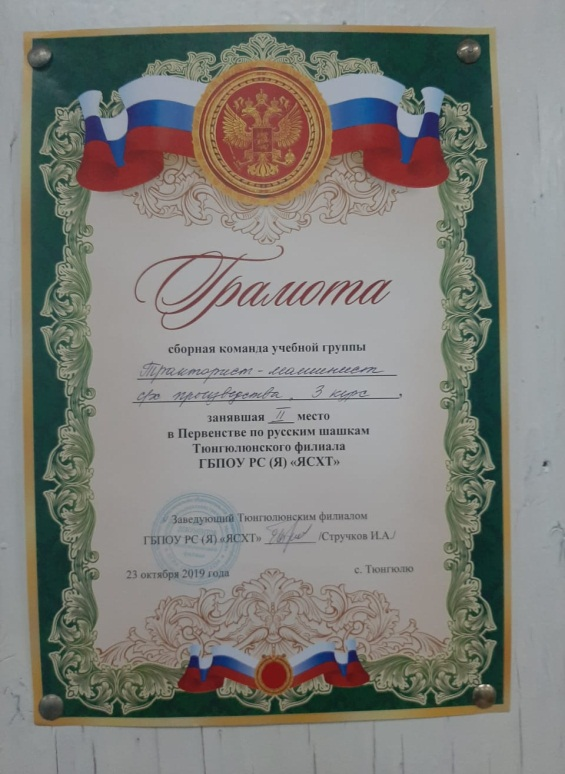 Грамота
сборная команда учебной группы
Тракторист - машинист
с/х производства, 3 курс.
занявшая II место
в Первенстве по русским шашкам
Тюнгюлюнского филиала
ГБПОУ РС (Я) «ЯСХТ»
Заведующий Тюнгюлюнским филиалом
ГБПОУ РС (Я) «ЯСХТ» /Стручков И.А./
23 октября 2019 года с. Тюнгюлю